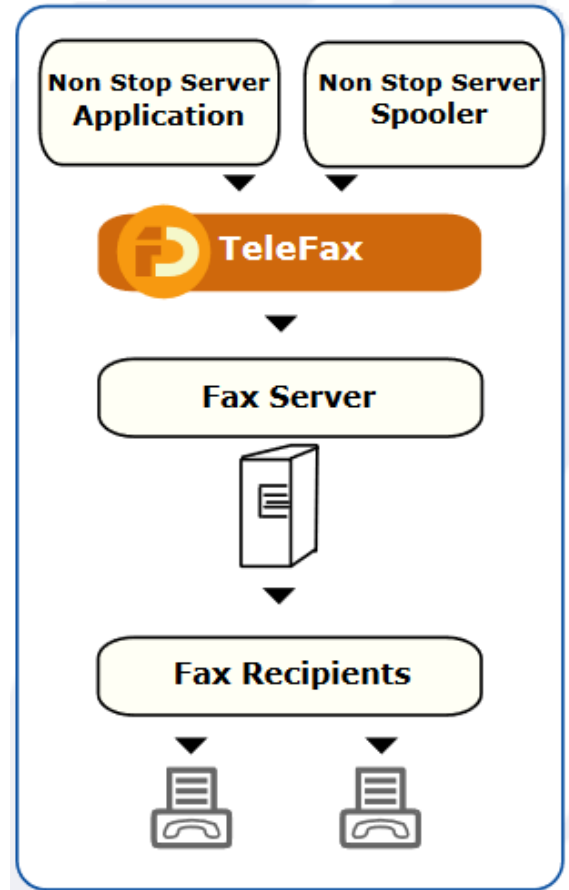 Non Stop Server
Application
Non Stop Server
Spooler
TeleFax
Fax Server
Fax Recipients